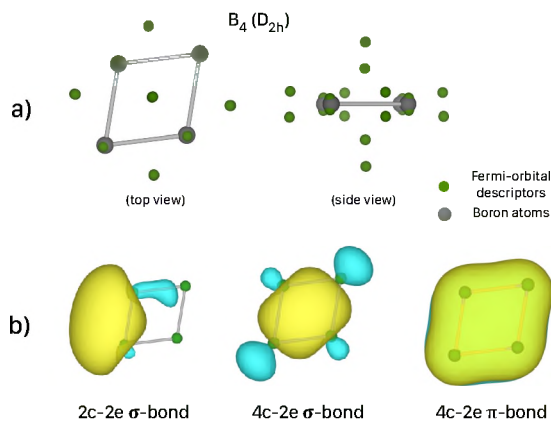 B₄ (D₂ₕ)
a)
(top view)
(side view)
Fermi-orbital
descriptors
Boron atoms
b)
2c-2e σ-bond
4c-2e σ-bond
4c-2e π-bond